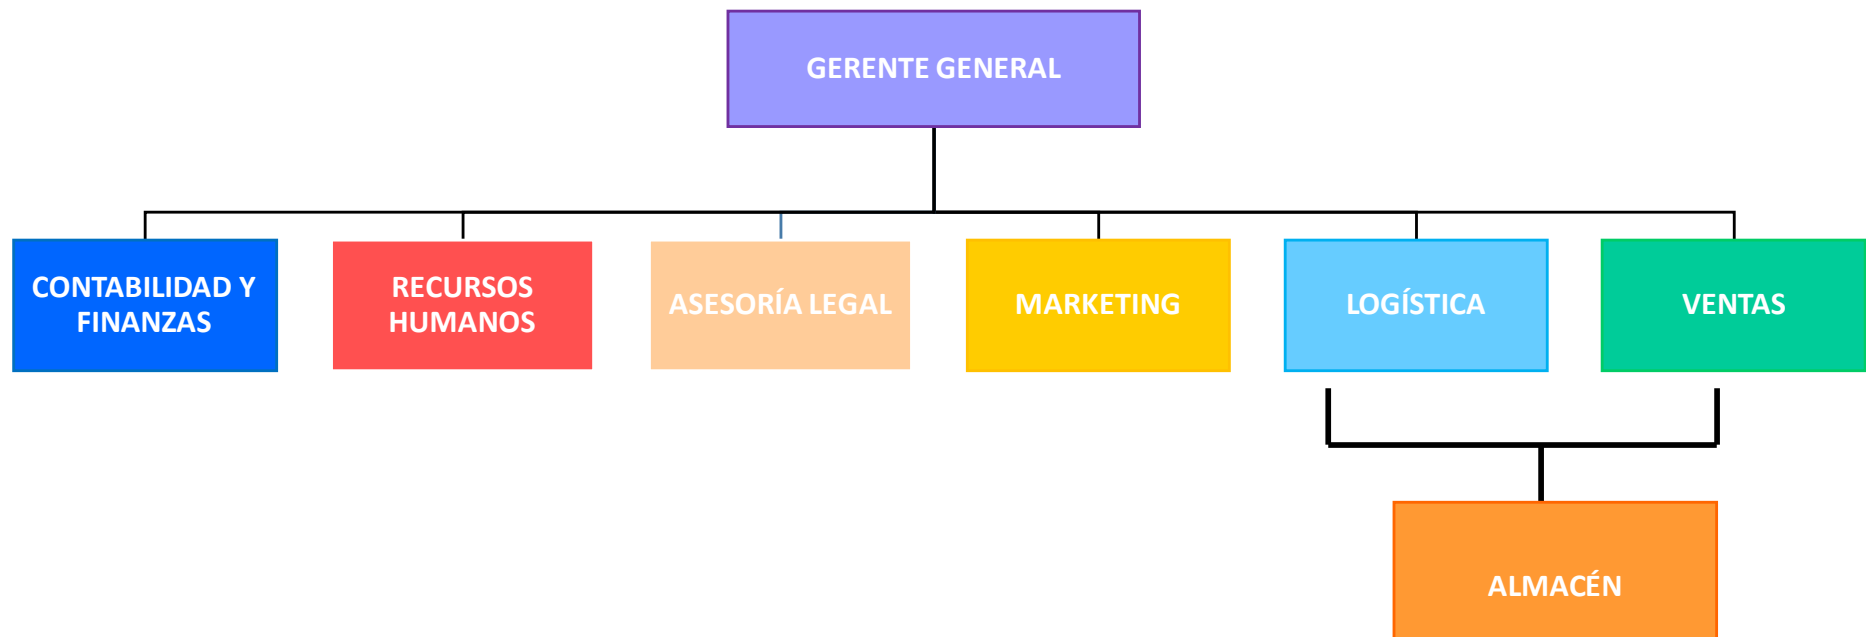 GERENTE GENERAL
CONTABILIDAD Y
FINANZAS
RECURSOS
HUMANOS
ASESORÍA LEGAL
MARKETING
LOGÍSTICA
VENTAS
ALMACÉN